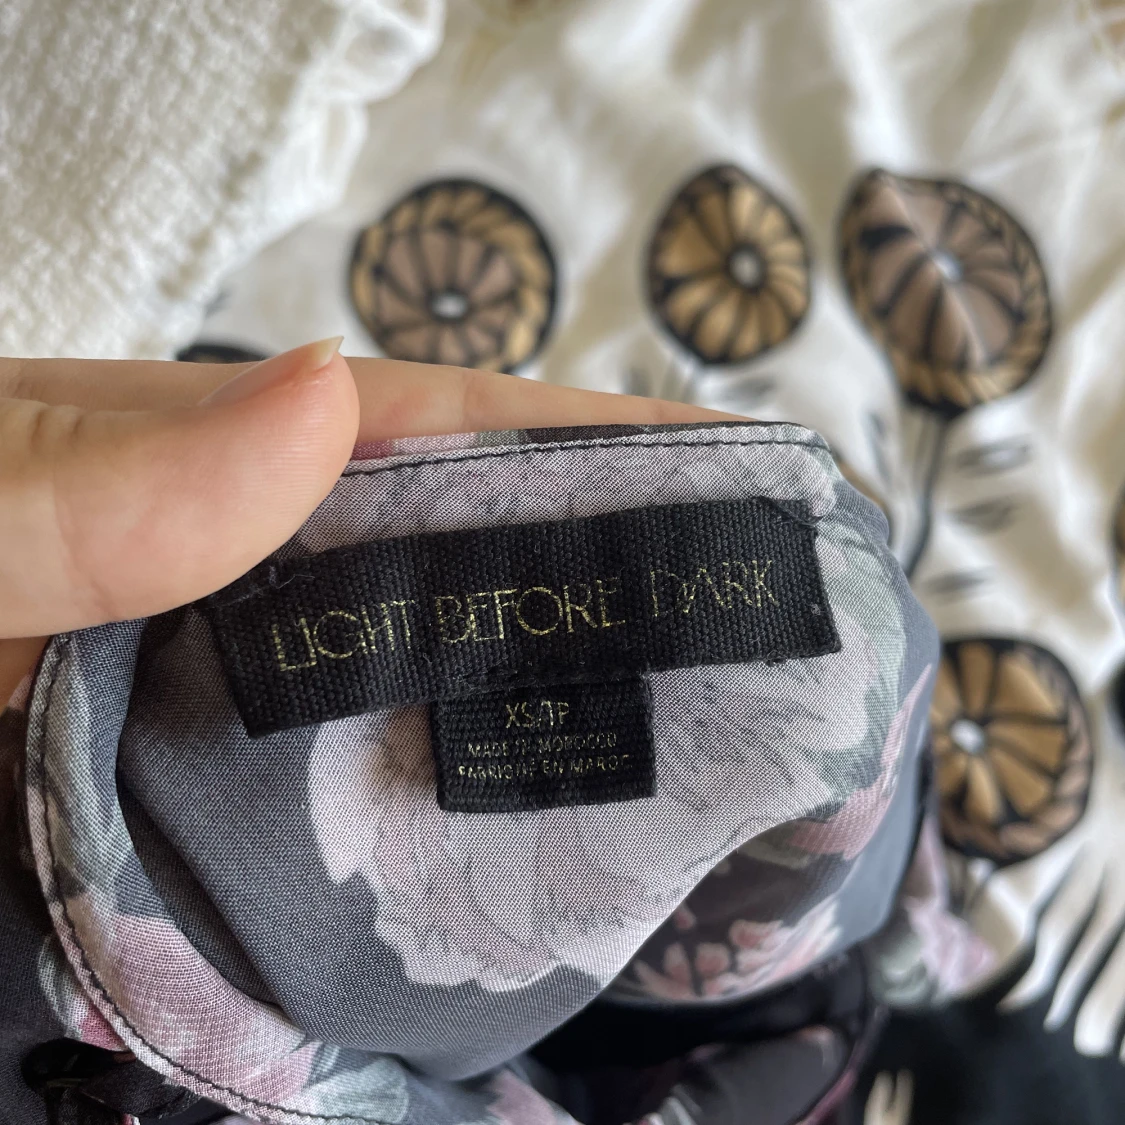 LIGHT BEFORE DARK
XS/TP
MADE IN MOROCCO
FABRIQUÉ EN MAROC